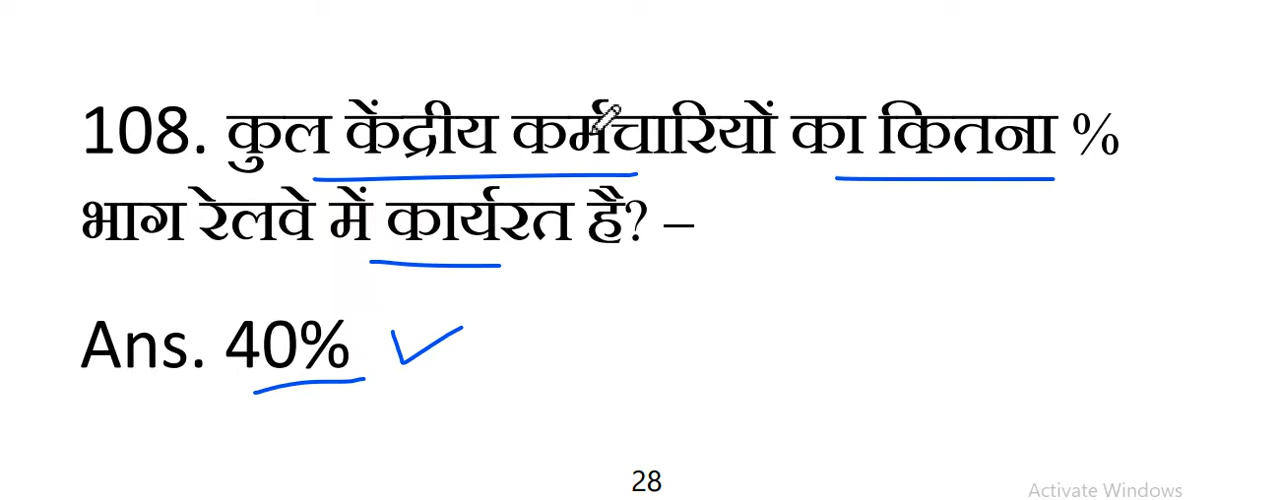 108. कुल केंद्रीय कर्मचारियों का कितना %
भाग रेलवे में कार्यरत है? –
Ans. 40%
28
Activate Windows